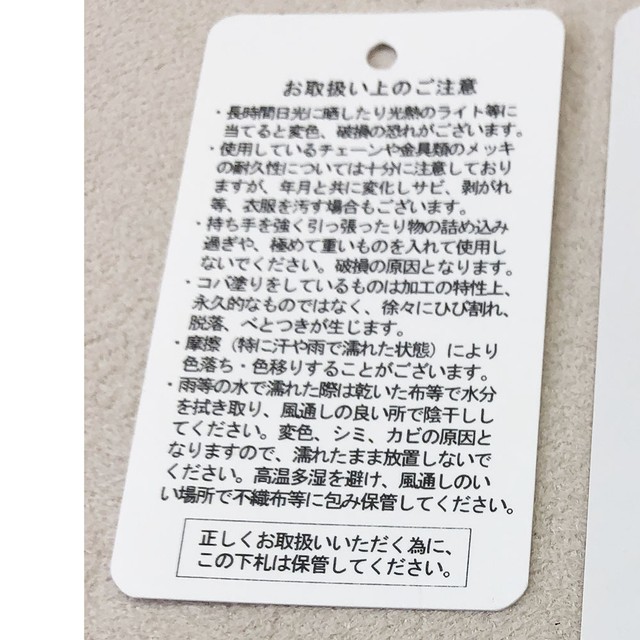 お取扱い上のご注意
・長時間日光に晒したり光熱のライト等に
当てると変色、破損の恐れがございます。
・使用しているチェーンや金具類のメッキ
の耐久性については十分に注意しており
ますが、年月と共に変化しサビ、剥がれ
等、衣服を汚す場合もございます。
・持ち手を強く引っ張ったり物の詰め込み
過ぎや、極めて重いものを入れて使用し
ないでください。破損の原因となります。
・コバ塗りをしているものは加工の特性上、
永久的なものではなく、徐々にひび割れ、
脱落、べとつきが生じます。
・摩擦（特に汗や雨で濡れた状態）により
色落ち・色移りすることがございます。
・雨等の水で濡れた際は乾いた布等で水分
を拭き取り、風通しの良い所で陰干しし
てください。変色、シミ、カビの原因と
なりますので、濡れたまま放置しないで
ください。高温多湿を避け、風通しのい
い場所で不織布等に包み保管してください。
正しくお取扱いいただく為に、
この下札は保管してください。